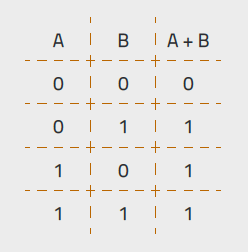 A B A + B
0 0 0
0 1 1
1 0 1
1 1 1